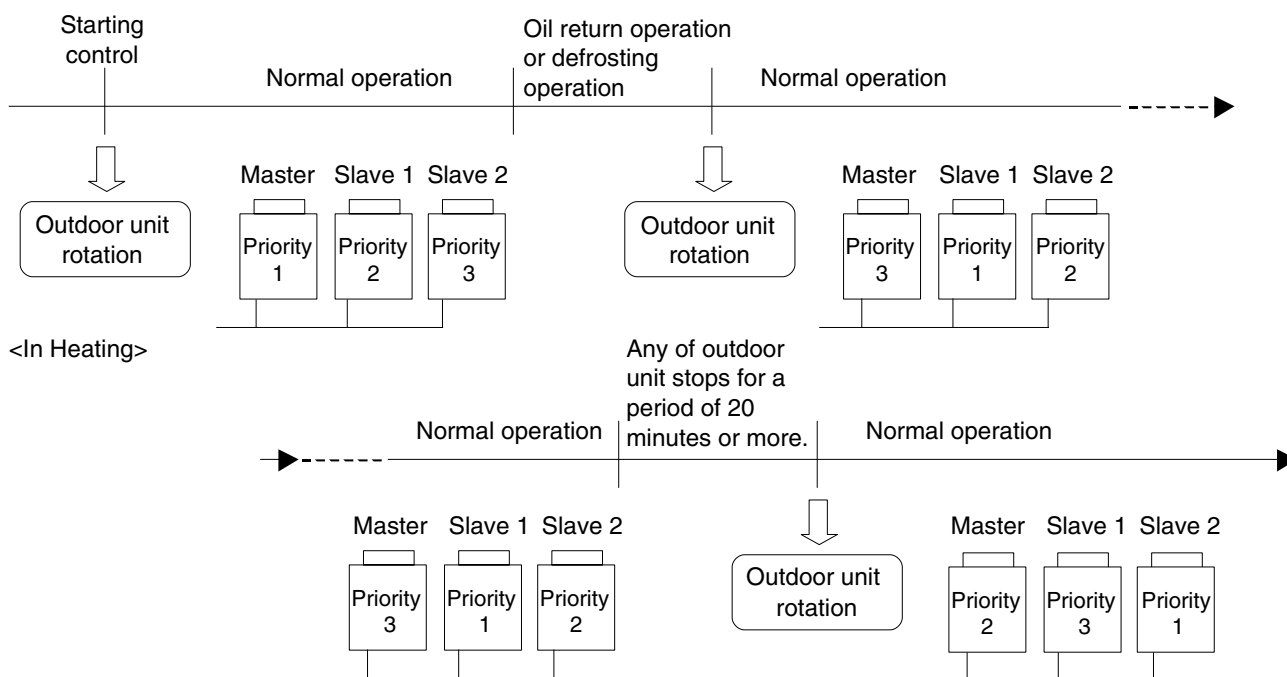 Starting
control
Normal operation
Oil return operation
or defrosting
operation
Normal operation
Outdoor unit
rotation
Master Slave 1 Slave 2
Priority Priority Priority
1 2 3
Outdoor unit
rotation
Master Slave 1 Slave 2
Priority Priority Priority
3 1 2
<In Heating>
Normal operation
Any of outdoor
unit stops for a
period of 20
minutes or more.
Normal operation
Master Slave 1 Slave 2
Priority Priority Priority
3 1 2
Outdoor unit
rotation
Master Slave 1 Slave 2
Priority Priority Priority
2 3 1